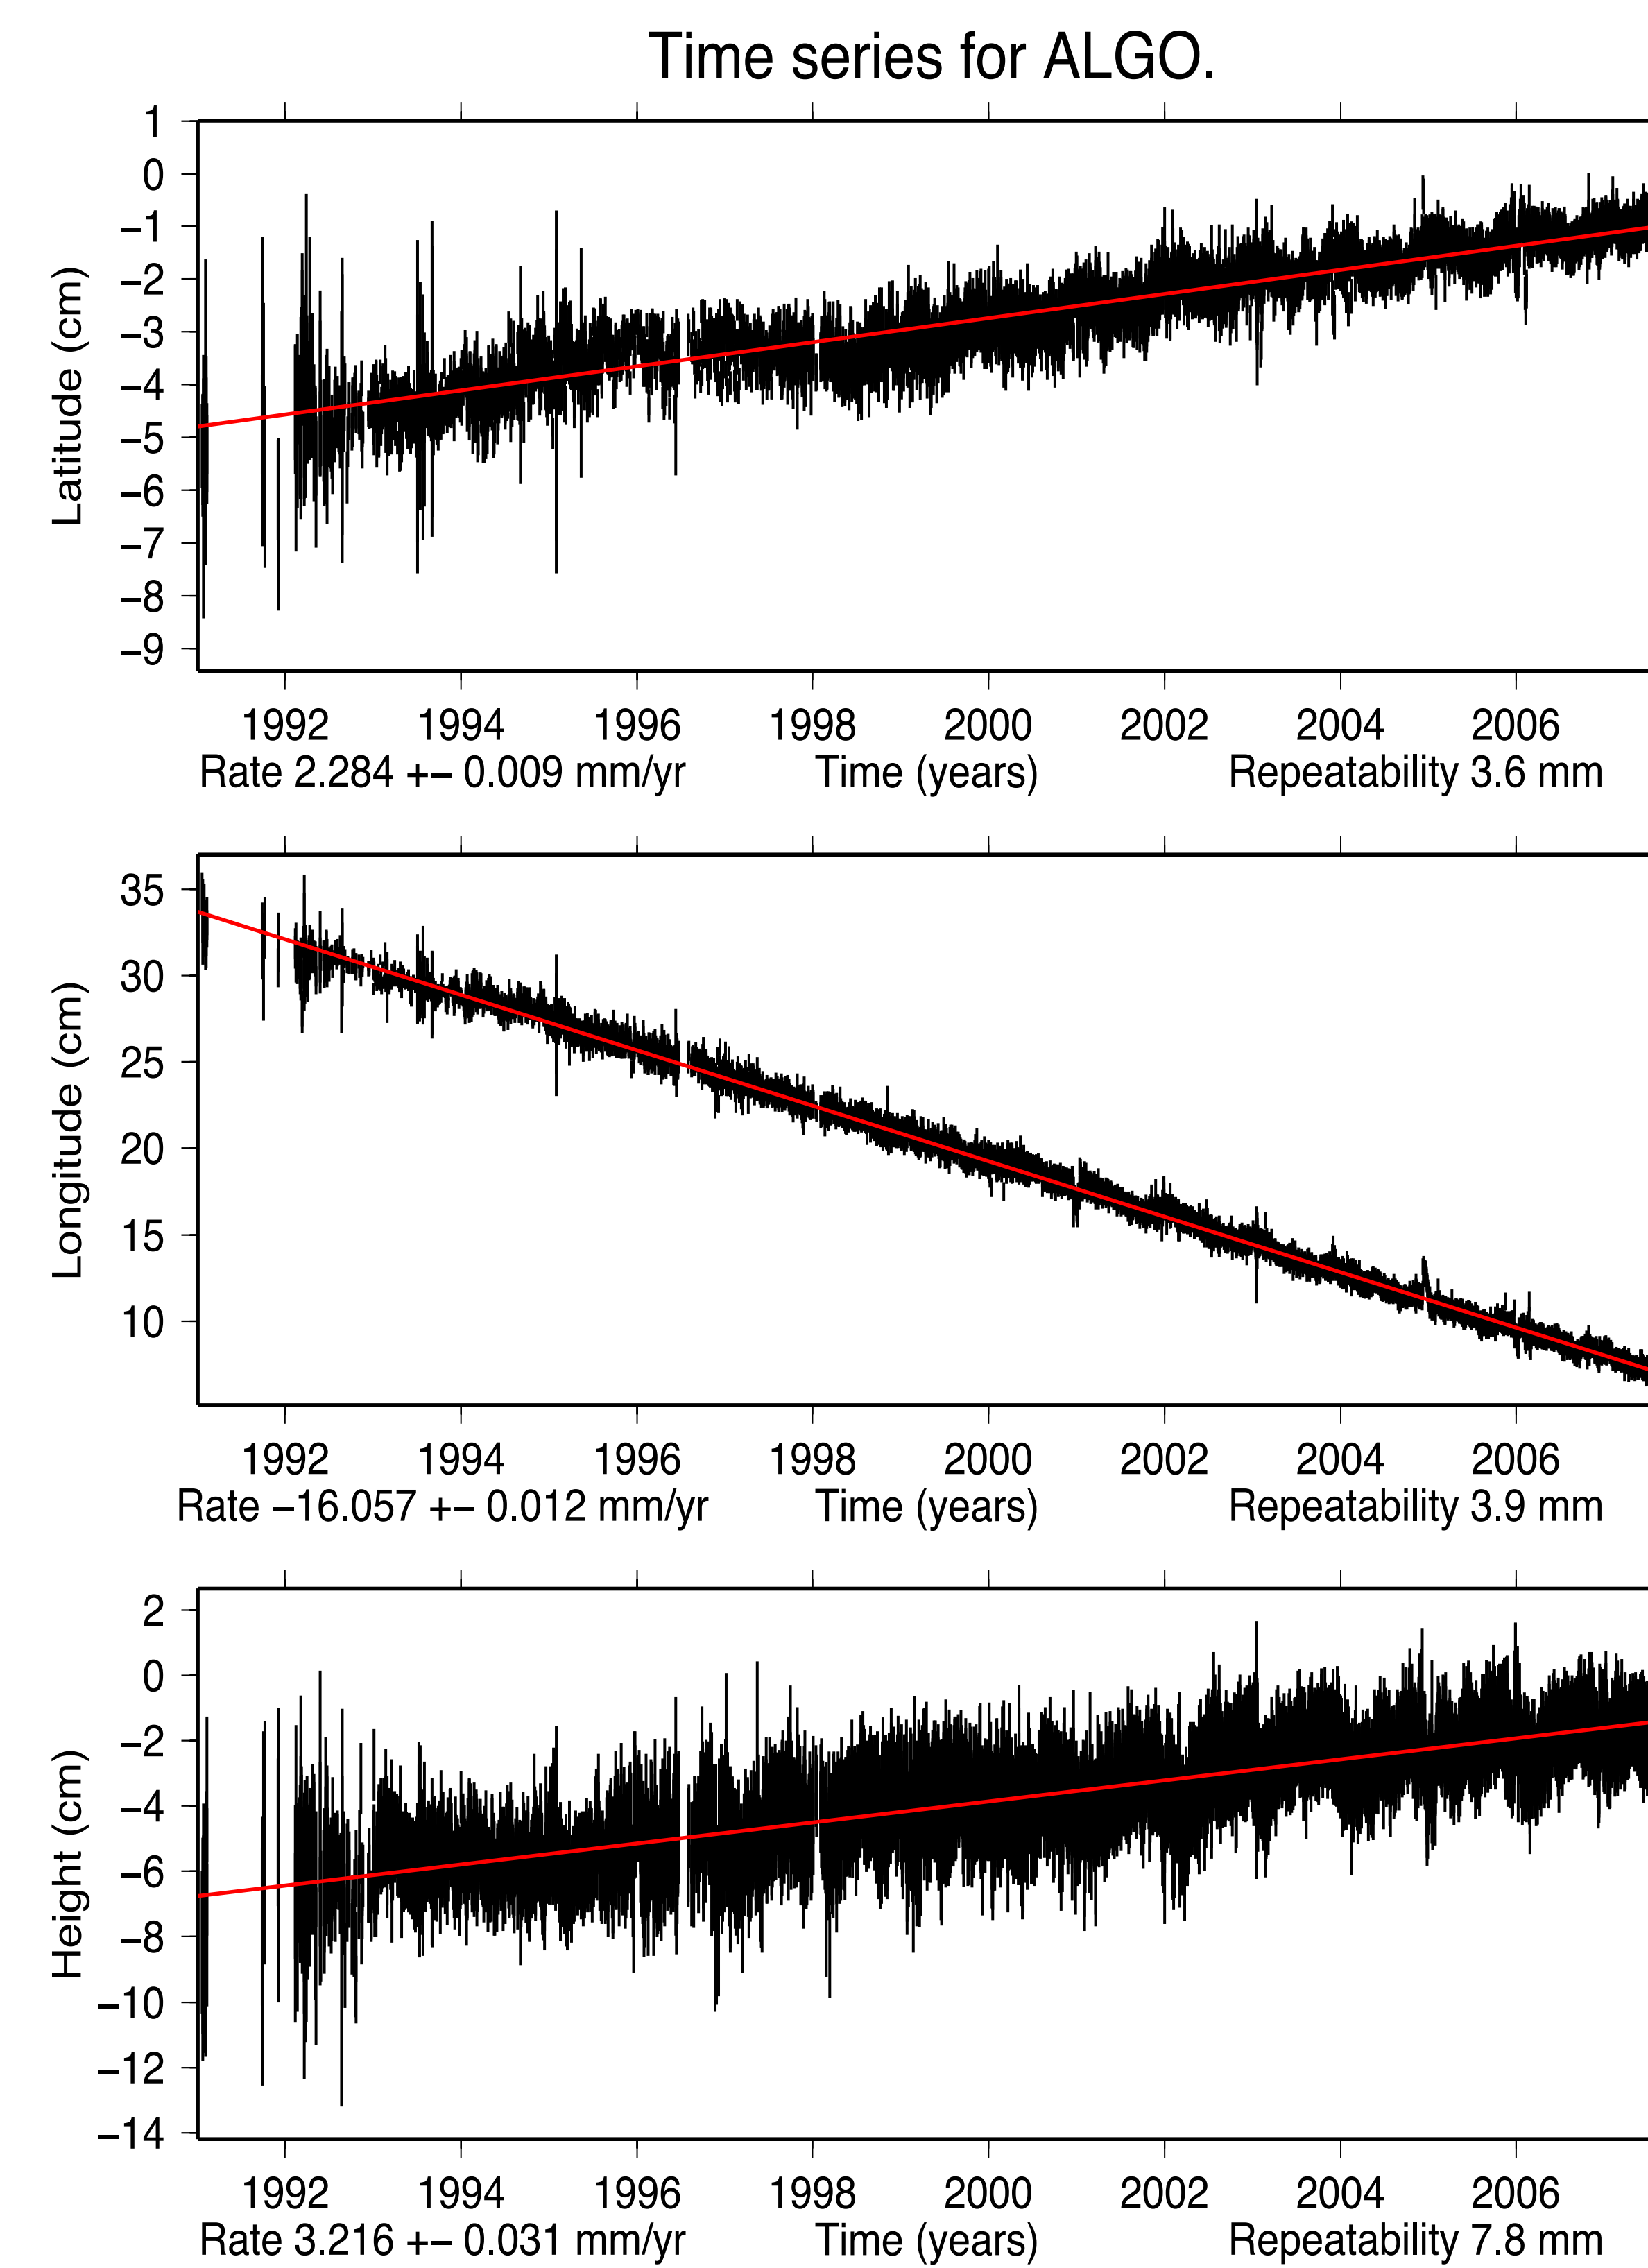 Time series for ALGO.
1
0
−1
−2
−3
−4
−5
−6
−7
−8
−9
Latitude (cm)
1992 1994 1996 1998 2000 2002 2004 2006
Rate 2.284 +− 0.009 mm/yr Time (years) Repeatability 3.6 mm
35
30
25
20
15
10
Longitude (cm)
1992 1994 1996 1998 2000 2002 2004 2006
Rate −16.057 +− 0.012 mm/yr Time (years) Repeatability 3.9 mm
2
0
−2
−4
−6
−8
−10
−12
−14
Height (cm)
1992 1994 1996 1998 2000 2002 2004 2006
Rate 3.216 +− 0.031 mm/yr Time (years) Repeatability 7.8 mm